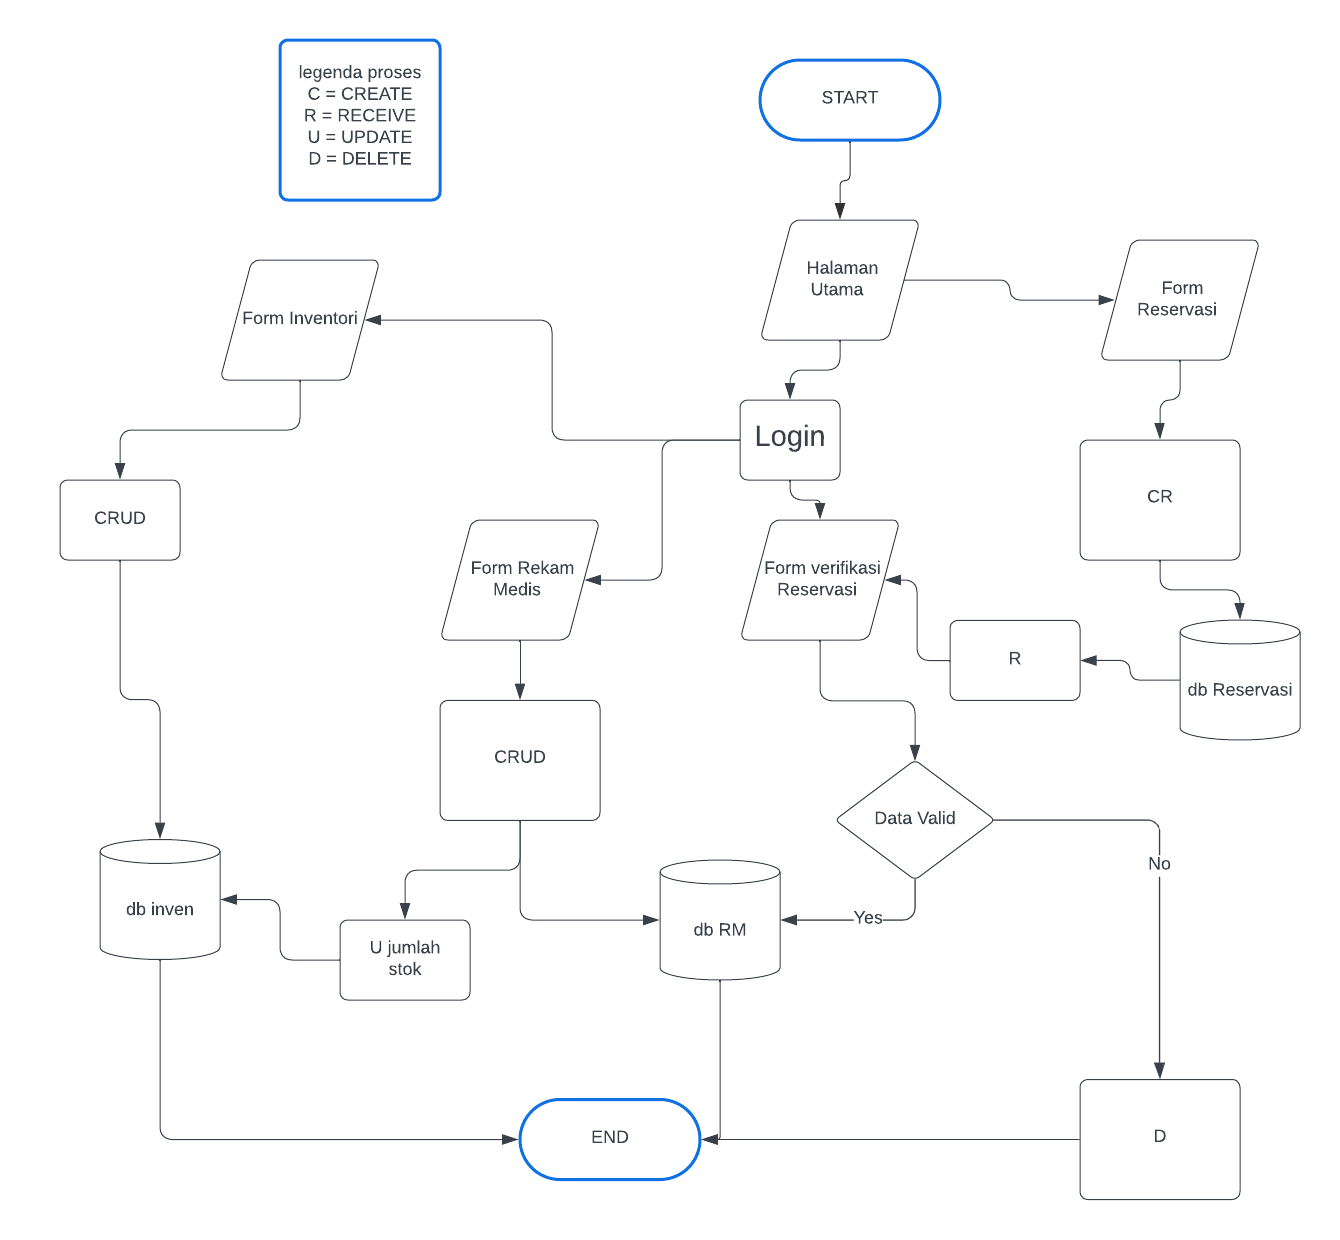 legenda proses
C = CREATE
R = RECEIVE
U = UPDATE
D = DELETE
START
Halaman
Utama
Form
Reservasi
Form Inventori
Login
CR
CRUD
Form Rekam
Medis
Form verifikasi
Reservasi
R
db Reservasi
CRUD
Data Valid
No
db inven
U jumlah
stok
db RM
Yes
END
D